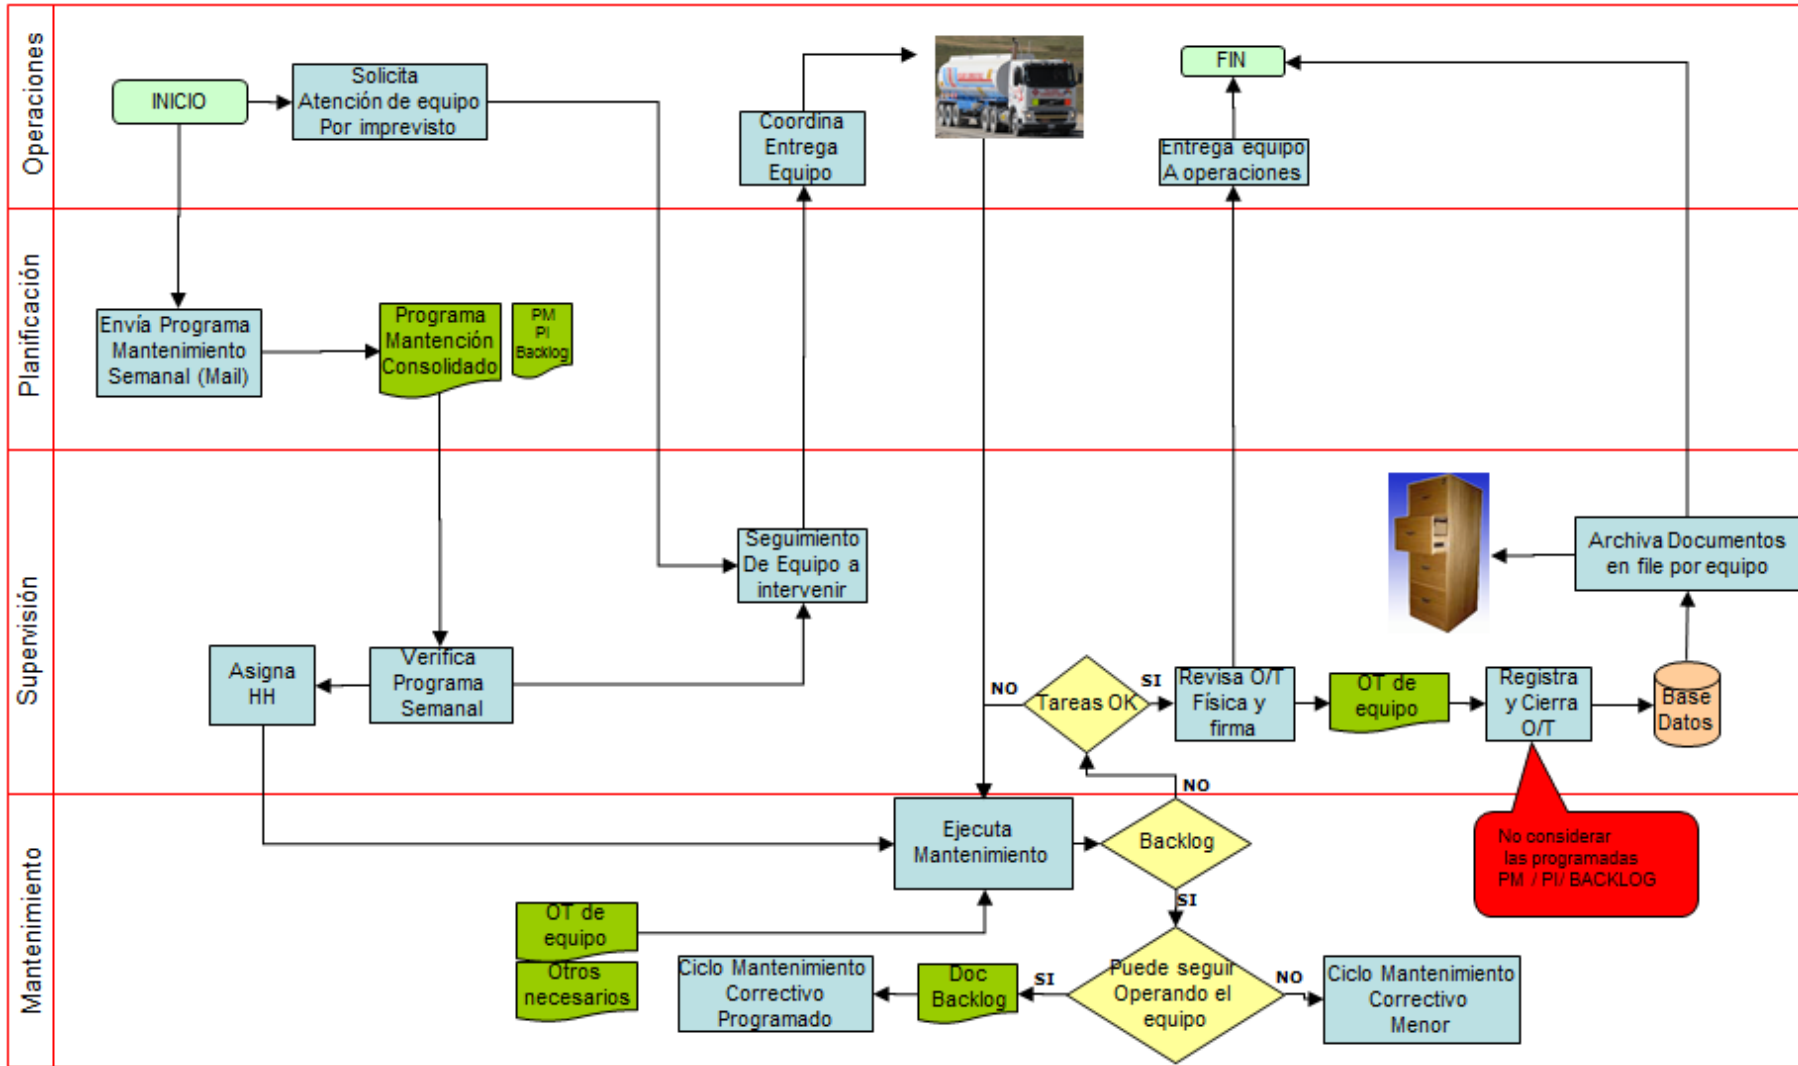 Operaciones
INICIO
Solicita
Atención de equipo
Por imprevisto
Coordina
Entrega
Equipo
FIN
Entrega equipo
A operaciones
Planificación
Envía Programa
Mantenimiento
Semanal (Mail)
Programa
Mantención
Consolidado
PM
PI
Backlog
Supervisión
Seguimiento
De Equipo a
intervenir
Archiva Documentos
en file por equipo
Asigna
HH
Verifica
Programa
Semanal
NO
Tareas OK
SI
Revisa O/T
Física y
firma
OT de
equipo
Registra
y Cierra
O/T
Base
Datos
NO
Mantenimiento
Ejecuta
Mantenimiento
Backlog
No considerar
las programadas
PM / PI/ BACKLOG
SI
OT de
equipo
Otros
necesarios
Ciclo Mantenimiento
Correctivo
Programado
Doc
Backlog
SI
Puede seguir
Operando el
equipo
NO
Ciclo Mantenimiento
Correctivo
Menor